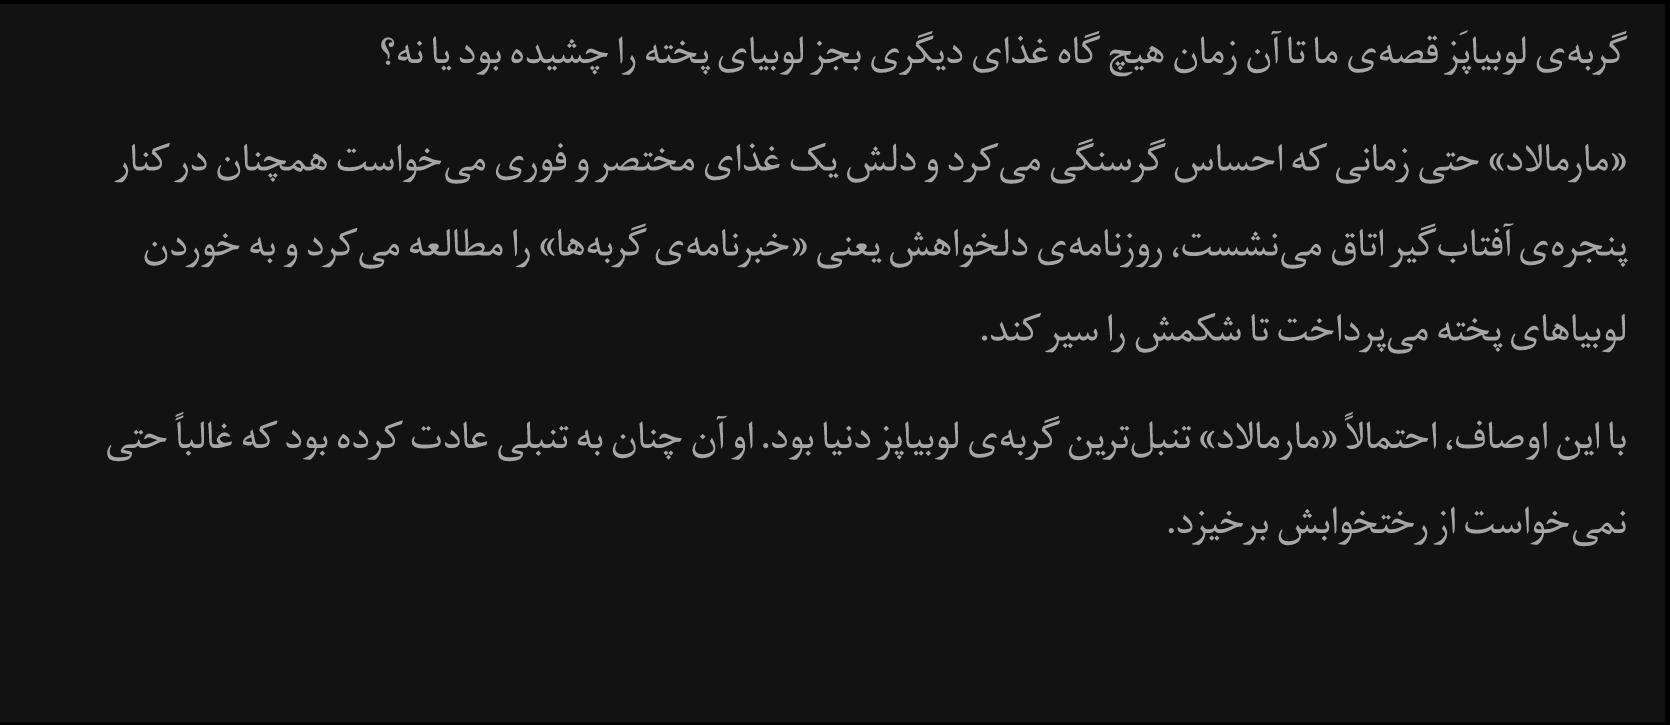 گربه‌ی لوبیاپَز قصه‌ی ما تا آن زمان هیچ گاه غذای دیگری بجز لوبیای پخته را چشیده بود یا نه؟
«مارمالاد» حتی زمانی که احساس گرسنگی می‌کرد و دلش یک غذای مختصر و فوری می‌خواست همچنان در کنار
پنجره‌ی آفتاب‌گیر اتاق می‌نشست، روزنامه‌ی دلخواهش یعنی «خبرنامه‌ی گربه‌ها» را مطالعه می‌کرد و به خوردن
لوبیاهای پخته می‌پرداخت تا شکمش را سیر کند.
با این اوصاف، احتمالاً «مارمالاد» تنبل‌ترین گربه‌ی لوبیاپز دنیا بود. او آن چنان به تنبلی عادت کرده بود که غالباً حتی
نمی‌خواست از رختخوابش برخیزد.